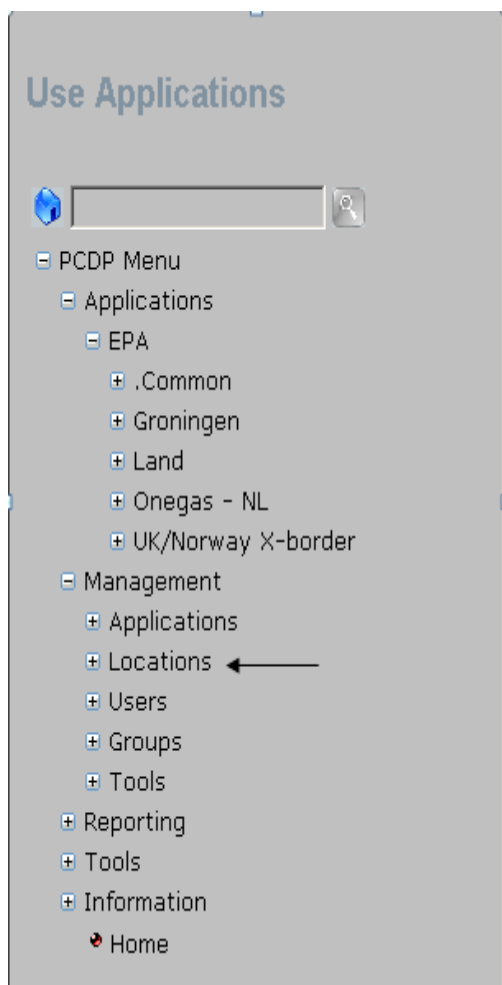 Use Applications
PCDP Menu
Applications
EPA
.Common
Groningen
Land
Onegas - NL
UK/Norway X-border
Management
Applications
Locations
Users
Groups
Tools
Reporting
Tools
Information
Home